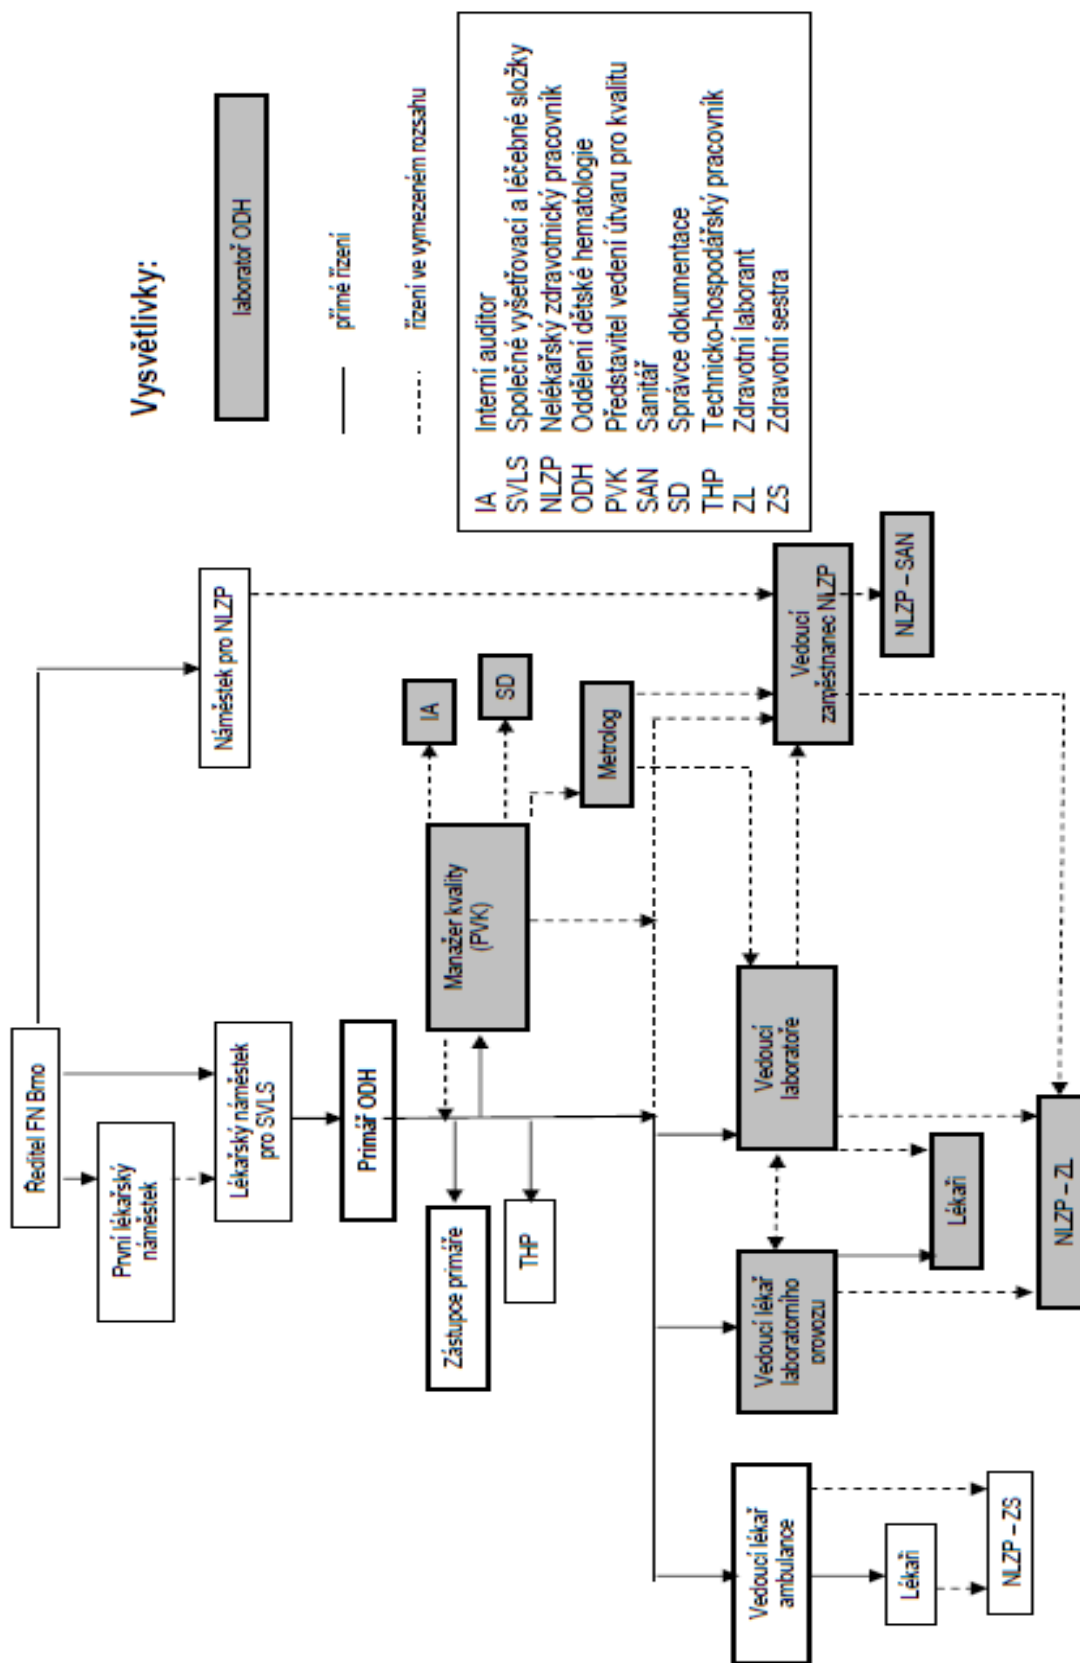 Ředitel FN Brno
První lékařský
náměstek
Lékařský náměstek
pro SVLS
Náměstek pro NLZP
Primář ODH
Zástupce primáře
THP
Manažer kvality
(PVK)
IA
SD
Metrolog
Vedoucí lékař
ambulance
Vedoucí lékař
laboratorního
provozu
Vedoucí
laboratoře
Vedoucí
zaměstnanec NLZP
Lékaři
Lékaři
NLZP – SAN
NLZP – ZS
NLZP – ZL
Vysvětlivky:
laboratoř ODH
přímé řízení
řízení ve vymezeném rozsahu
IA Interní auditor
SVLS Společné vyšetřovací a léčebné složky
NLZP Nelékařský zdravotnický pracovník
ODH Oddělení dětské hematologie
PVK Představitel vedení útvaru pro kvalitu
SAN Sanitář
SD Správce dokumentace
THP Technicko-hospodářský pracovník
ZL Zdravotní laborant
ZS Zdravotní sestra